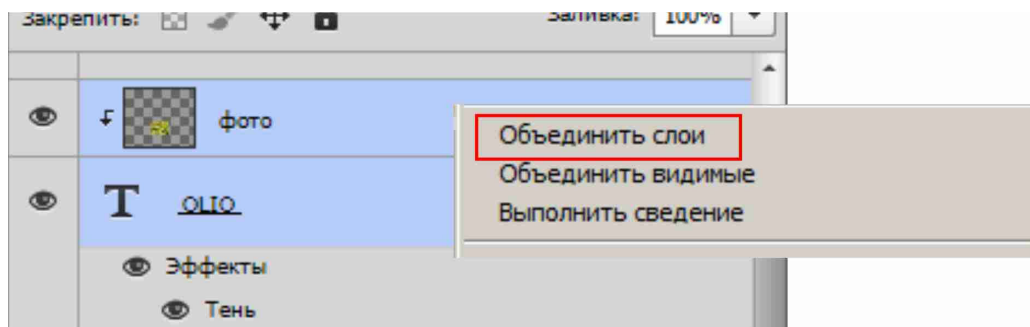 Закрепить: Заливка: 100%
фото
Объединить слои
Объединить видимые
T OLIO
Выполнить сведение
Эффекты
Тень